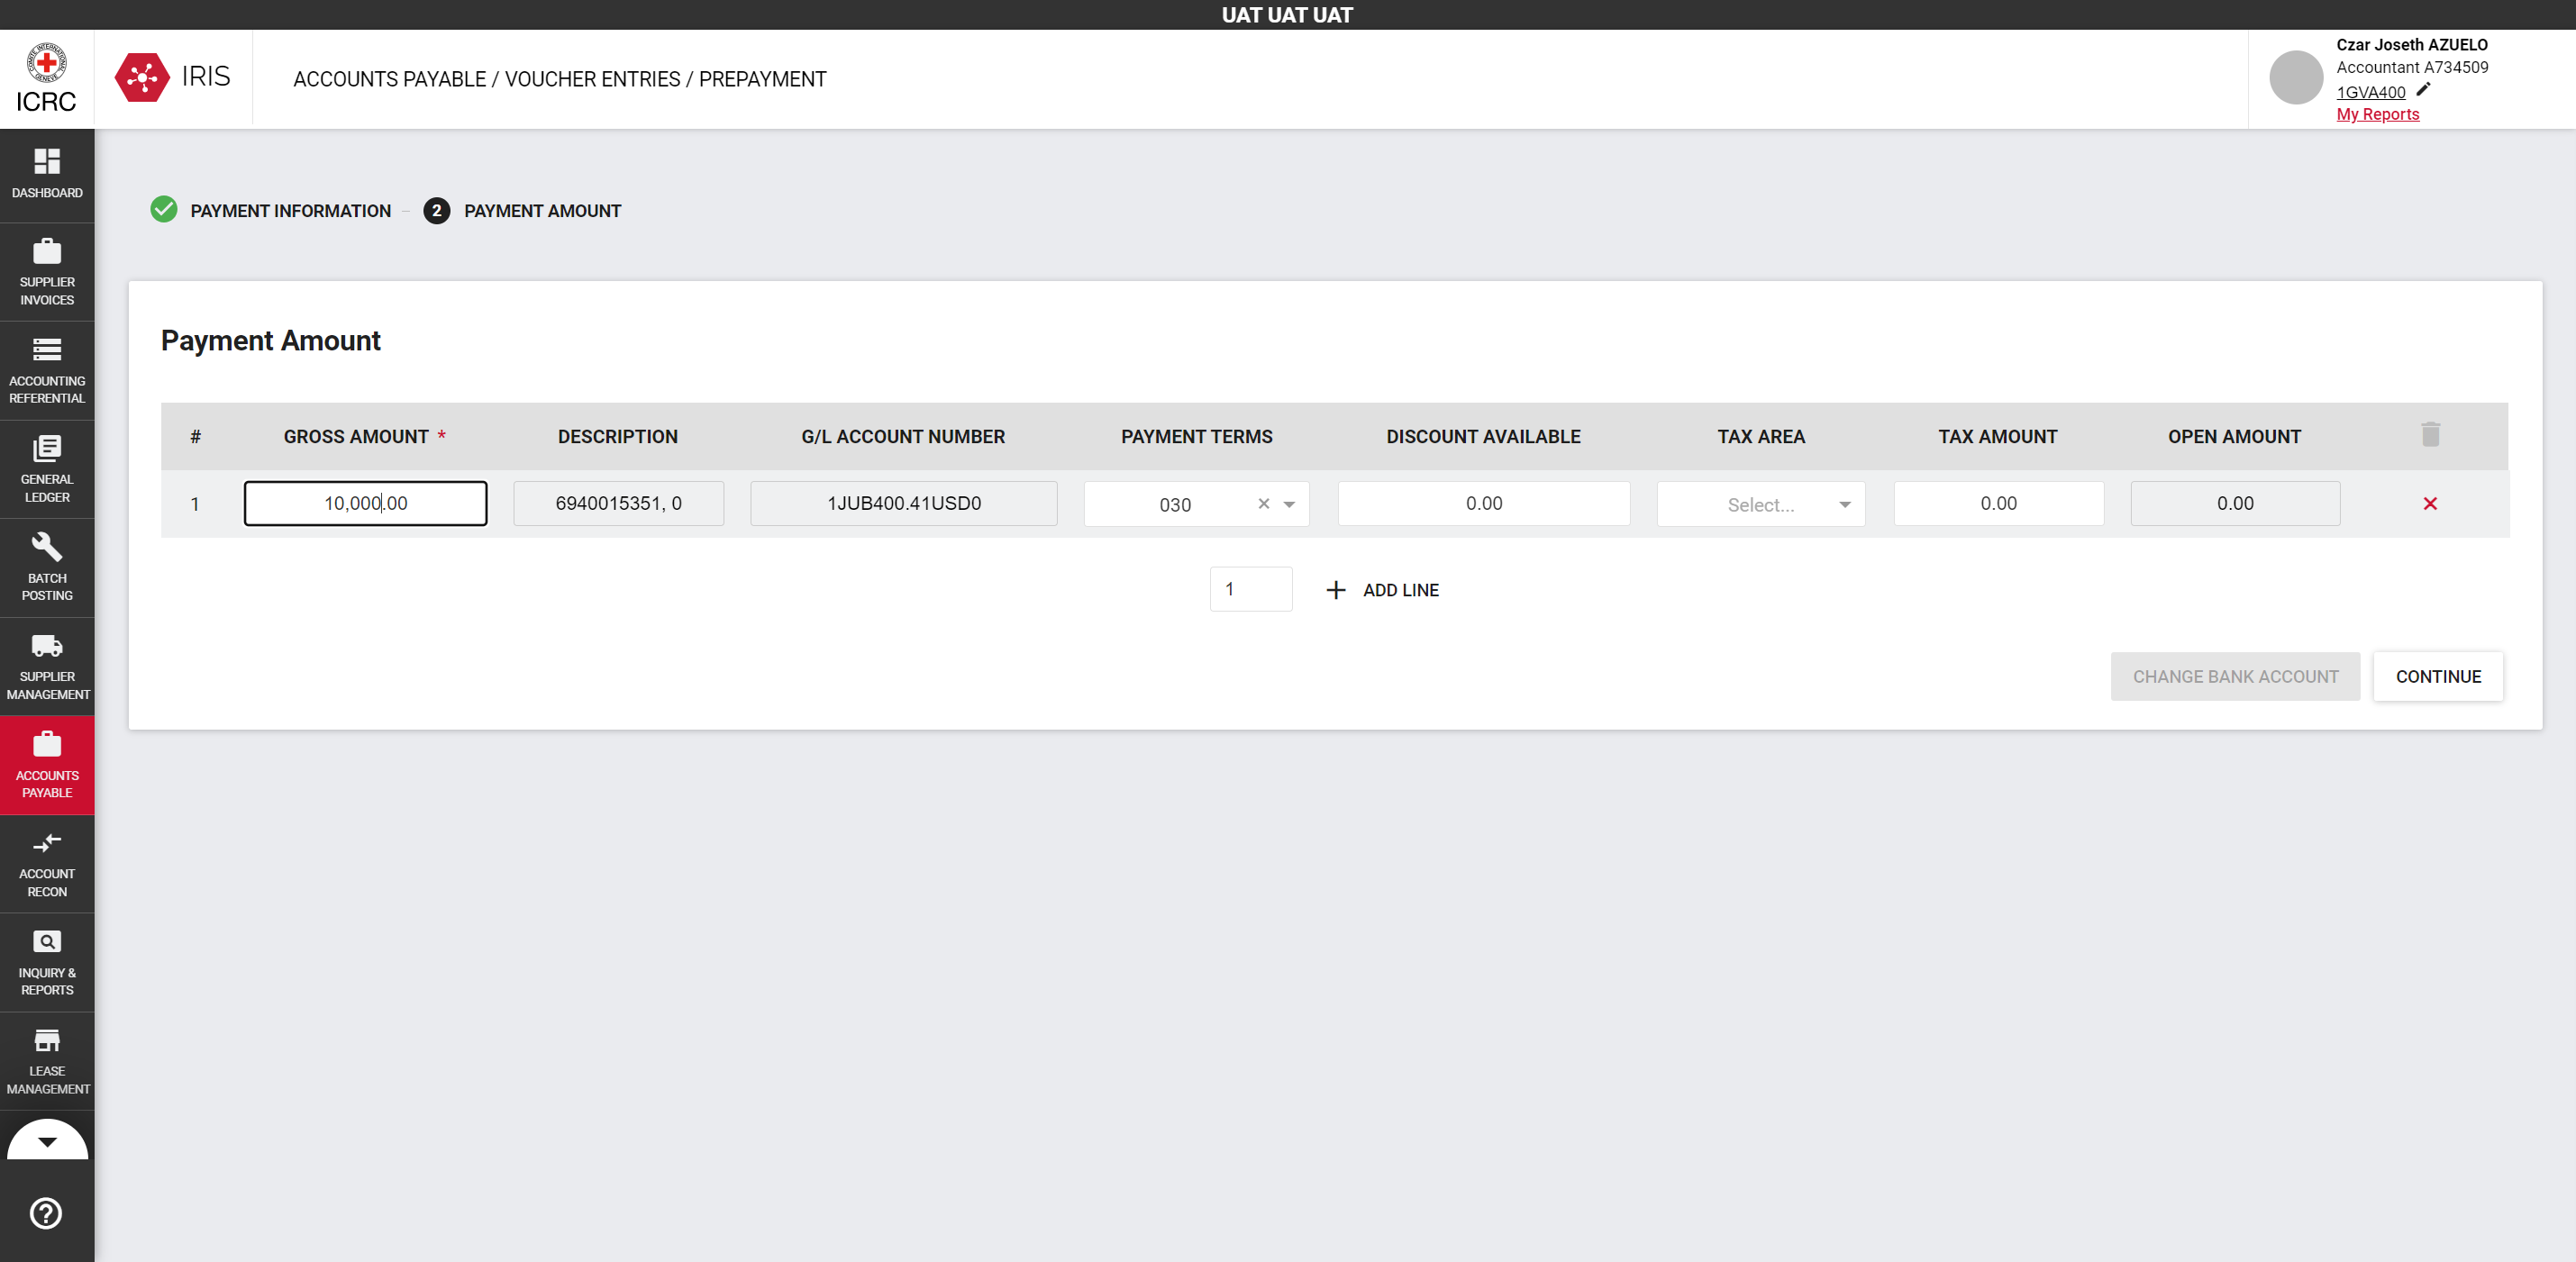 UAT UAT UAT
COMITE INTERNATIONAL GENEVE
ICRC
IRIS
ACCOUNTS PAYABLE / VOUCHER ENTRIES / PREPAYMENT
Czar Joseth AZUELO
Accountant A734509
1GVA400
My Reports
DASHBOARD
SUPPLIER
INVOICES
ACCOUNTING
REFERENTIAL
GENERAL
LEDGER
BATCH
POSTING
SUPPLIER
MANAGEMENT
ACCOUNTS
PAYABLE
ACCOUNT
RECON
INQUIRY &
REPORTS
LEASE
MANAGEMENT
PAYMENT INFORMATION – 2 PAYMENT AMOUNT
Payment Amount
# GROSS AMOUNT * DESCRIPTION G/L ACCOUNT NUMBER PAYMENT TERMS DISCOUNT AVAILABLE TAX AREA TAX AMOUNT OPEN AMOUNT
1 10,000.00 6940015351, 0 1JUB400.41USD0 030 0.00 Select... 0.00 0.00
1 ADD LINE
CHANGE BANK ACCOUNT CONTINUE